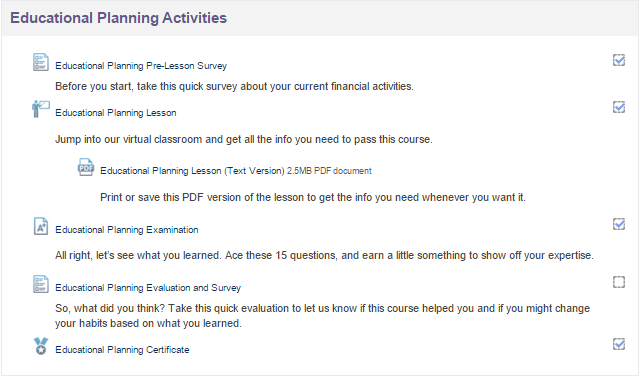 Educational Planning Activities
Educational Planning Pre-Lesson Survey
Before you start, take this quick survey about your current financial activities.
Educational Planning Lesson
Jump into our virtual classroom and get all the info you need to pass this course.
PDF
Educational Planning Lesson (Text Version) 2.5MB PDF document
Print or save this PDF version of the lesson to get the info you need whenever you want it.
A+
Educational Planning Examination
All right, let's see what you learned. Ace these 15 questions, and earn a little something to show off your expertise.
Educational Planning Evaluation and Survey
So, what did you think? Take this quick evaluation to let us know if this course helped you and if you might change
your habits based on what you learned.
Educational Planning Certificate